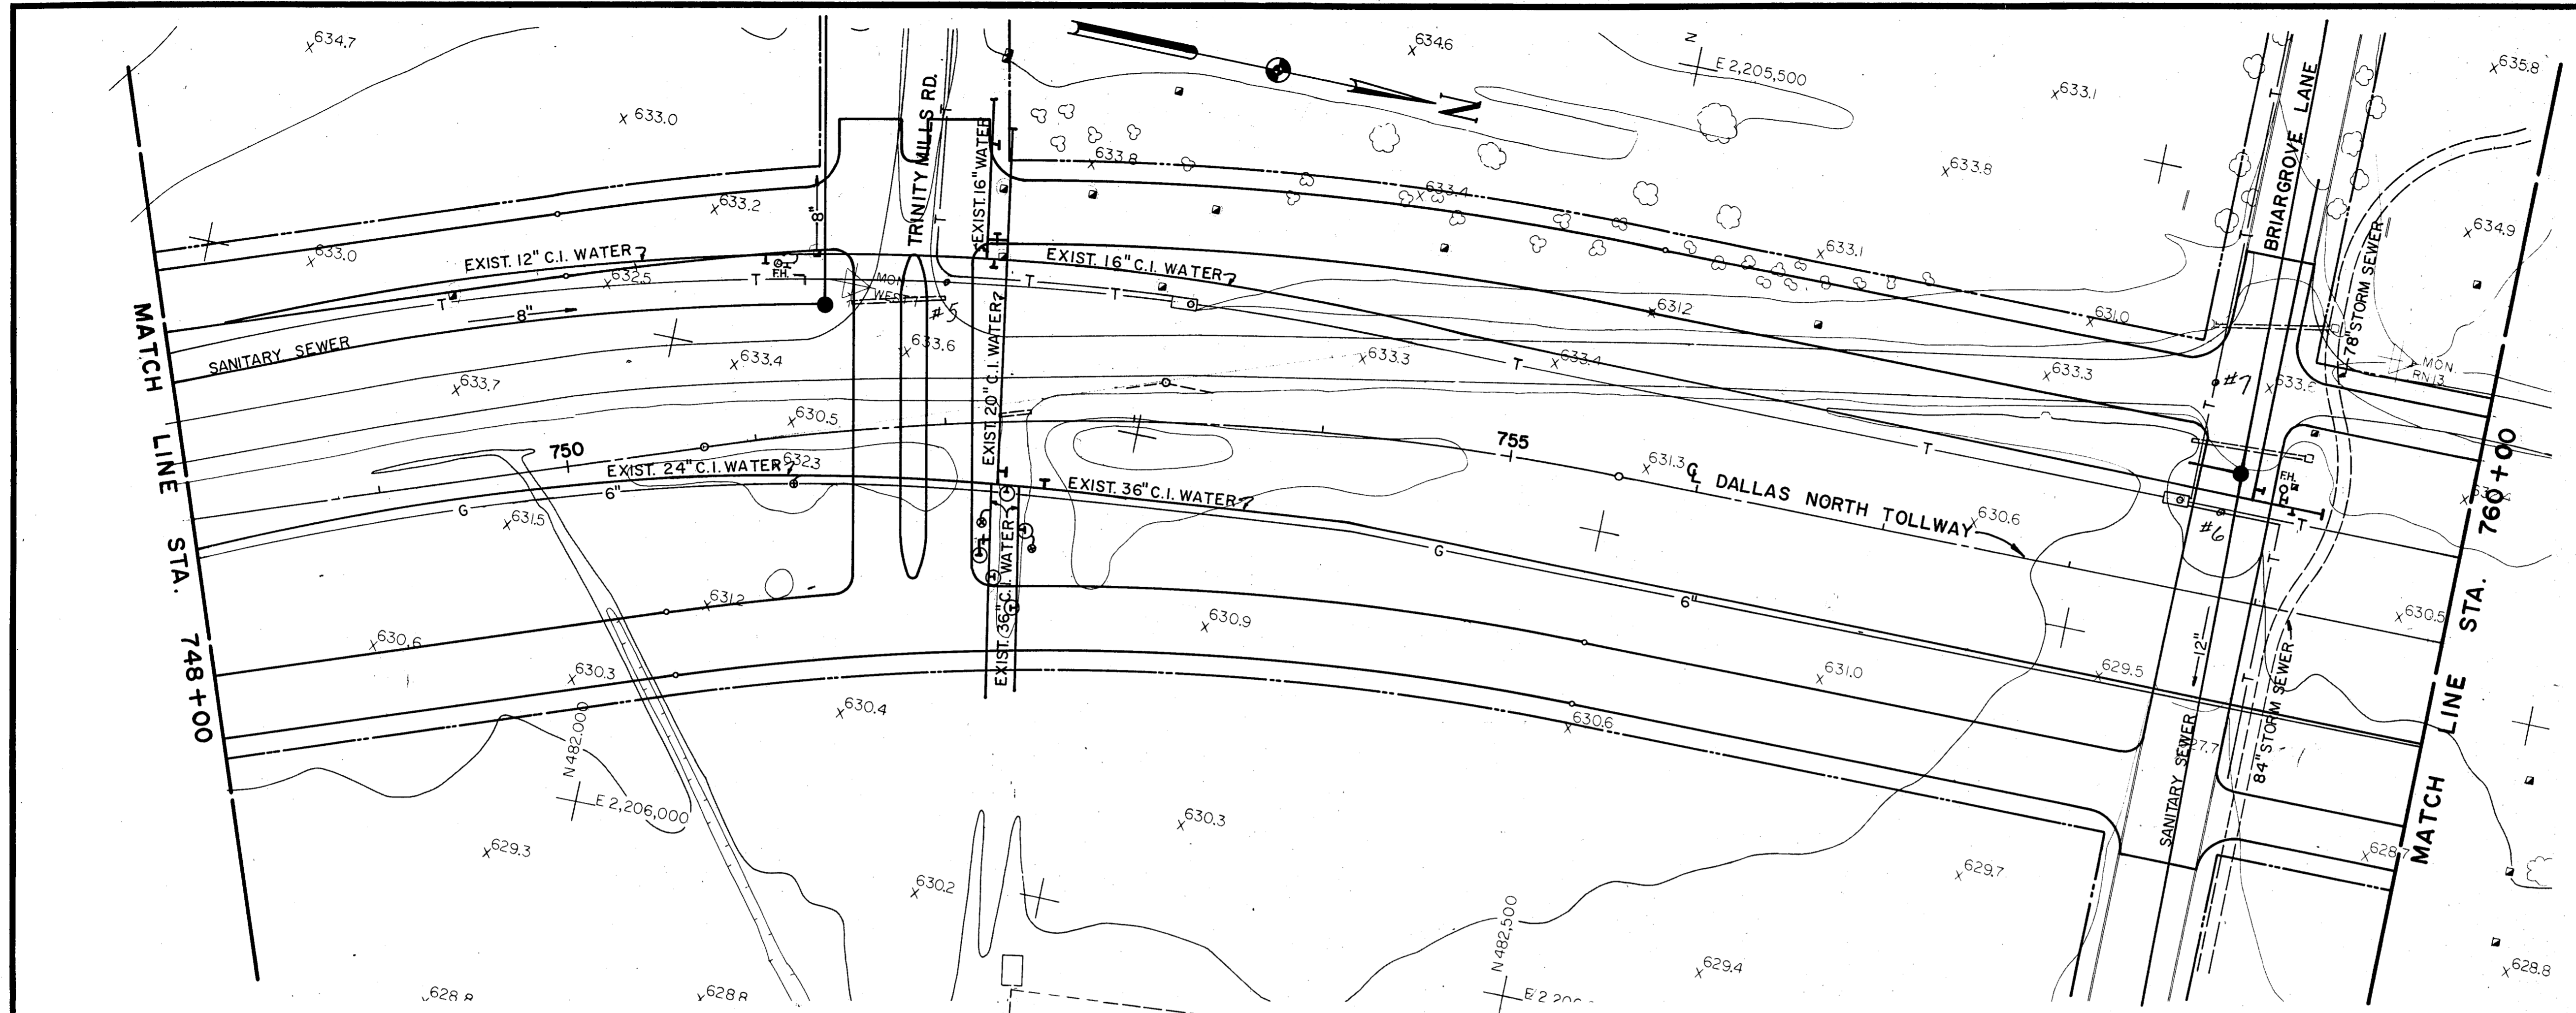 634.7
634.6
N
E 2,205,500
635.8
633.0
TRINITY MILLS RD.
N
633.1
BRIARGROVE LANE
T
T
633.8
EXIST. 16" WATER
633.8
633.4
633.2
8"
T
T
634.9
633.0
EXIST. 12" C.I. WATER
632.5
T
T
F.H.
MON.
WEST
#5
EXIST. 16" C.I. WATER
T
T
633.1
78" STORM SEWER
8"
EXIST. 20" C.I. WATER
631.2
631.0
SANITARY SEWER
633.4
633.6
633.3
633.4
T
633.3
#7
MON.
RN13
MATCH LINE STA. 748+00
633.7
630.5
T
750
EXIST. 24" C.I. WATER
632.3
755
631.3
℄ DALLAS NORTH TOLLWAY
T
F.H.
6"
G
631.5
EXIST. 36" C.I. WATER
630.6
#6
T
G
T
631.2
EXIST. 36" C.I. WATER
6"
630.6
630.9
630.5
MATCH LINE STA. 760+00
12"
T
630.3
631.0
629.5
630.4
630.6
SANITARY SEWER
84" STORM SEWER
27.7
N 482,000
E 2,206,000
630.3
629.3
628.7
630.2
629.7
N 482,500
629.4
628.8
628.8
628.8